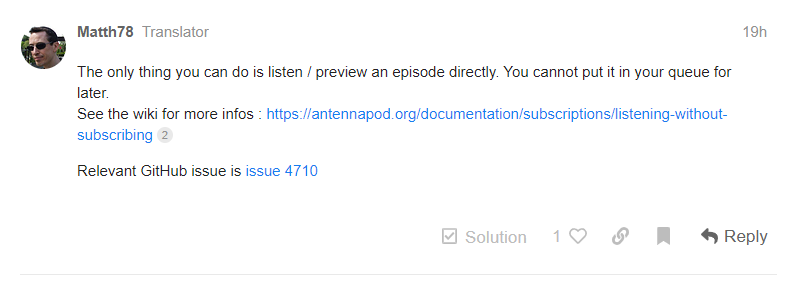 Matth78 Translator 19h
The only thing you can do is listen / preview an episode directly. You cannot put it in your queue for
later.
See the wiki for more infos : https://antennapod.org/documentation/subscriptions/listening-without-
subscribing 2
Relevant GitHub issue is issue 4710
Solution 1 Reply